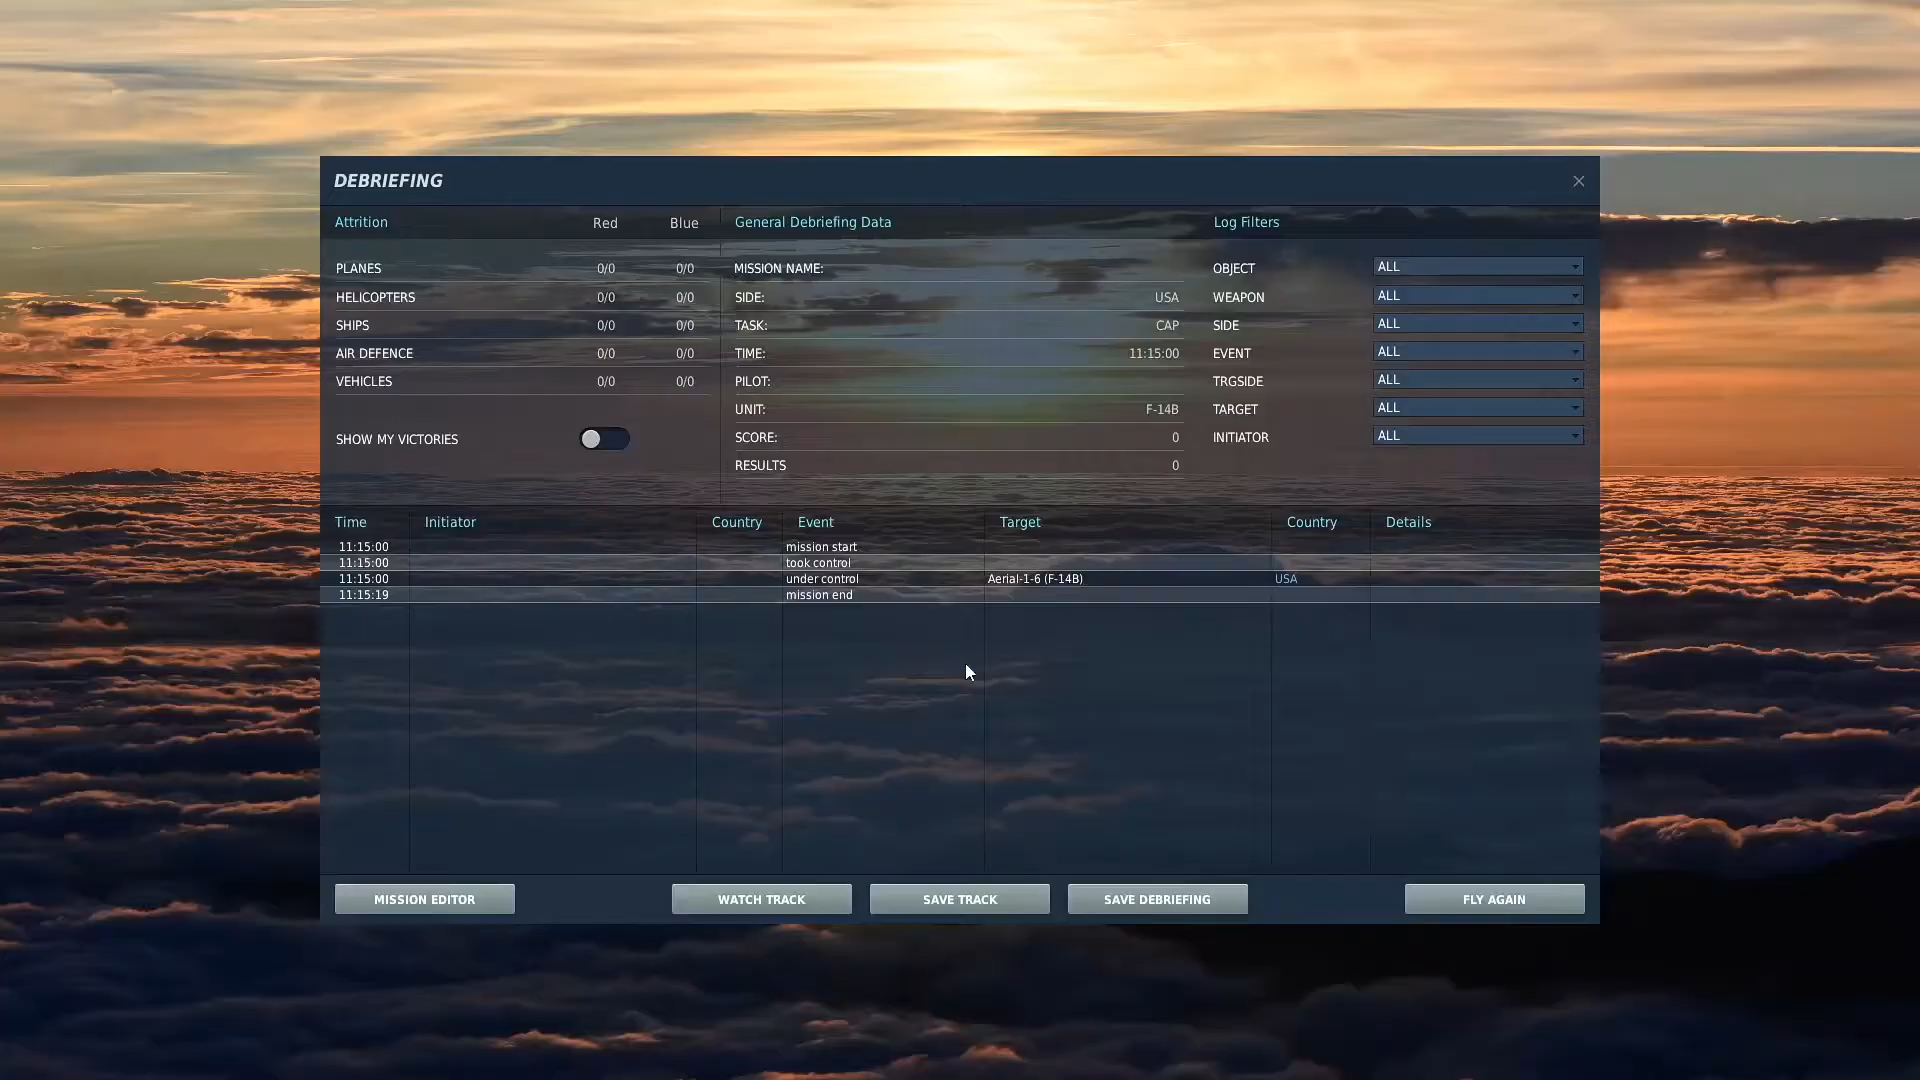 DEBRIEFING
Attrition Red Blue General Debriefing Data Log Filters
PLANES 0/0 0/0 MISSION NAME: OBJECT ALL
HELICOPTERS 0/0 0/0 SIDE: USA WEAPON ALL
SHIPS 0/0 0/0 TASK: CAP SIDE ALL
AIR DEFENCE 0/0 0/0 TIME: 11:15:00 EVENT ALL
VEHICLES 0/0 0/0 PILOT: TRGSIDE ALL
UNIT: F-14B TARGET ALL
SHOW MY VICTORIES SCORE: 0 INITIATOR ALL
RESULTS 0
Time Initiator Country Event Target Country Details
11:15:00 mission start
11:15:00 took control
11:15:00 under control Aerial-1-6 (F-14B) USA
11:15:19 mission end
MISSION EDITOR WATCH TRACK SAVE TRACK SAVE DEBRIEFING FLY AGAIN